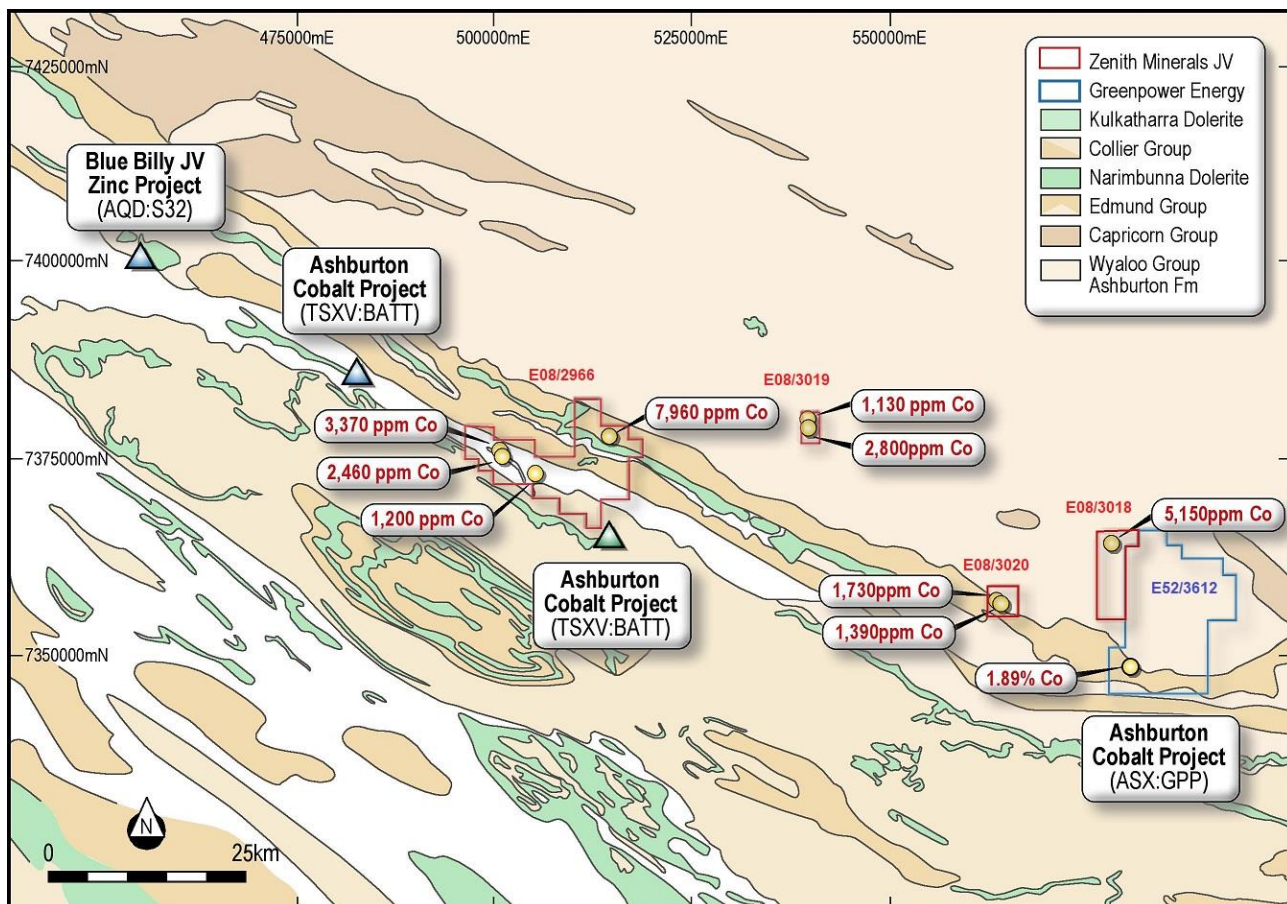 475000mE
500000mE
525000mE
550000mE
7425000mN
Zenith Minerals JV
Greenpower Energy
Kulkatharra Dolerite
Collier Group
Narimbunna Dolerite
Edmund Group
Capricorn Group
Wyaloo Group
Ashburton Fm
Blue Billy JV
Zinc Project
(AQD:S32)
7400000mN
Ashburton
Cobalt Project
(TSXV:BATT)
E08/2966
E08/3019
7,960 ppm Co
1,130 ppm Co
3,370 ppm Co
2,800ppm Co
7375000mN
2,460 ppm Co
1,200 ppm Co
E08/3018
5,150ppm Co
Ashburton
Cobalt Project
(TSXV:BATT)
E08/3020
1,730ppm Co
E52/3612
1,390ppm Co
7350000mN
1.89% Co
Ashburton
Cobalt Project
(ASX:GPP)
N
0
25km